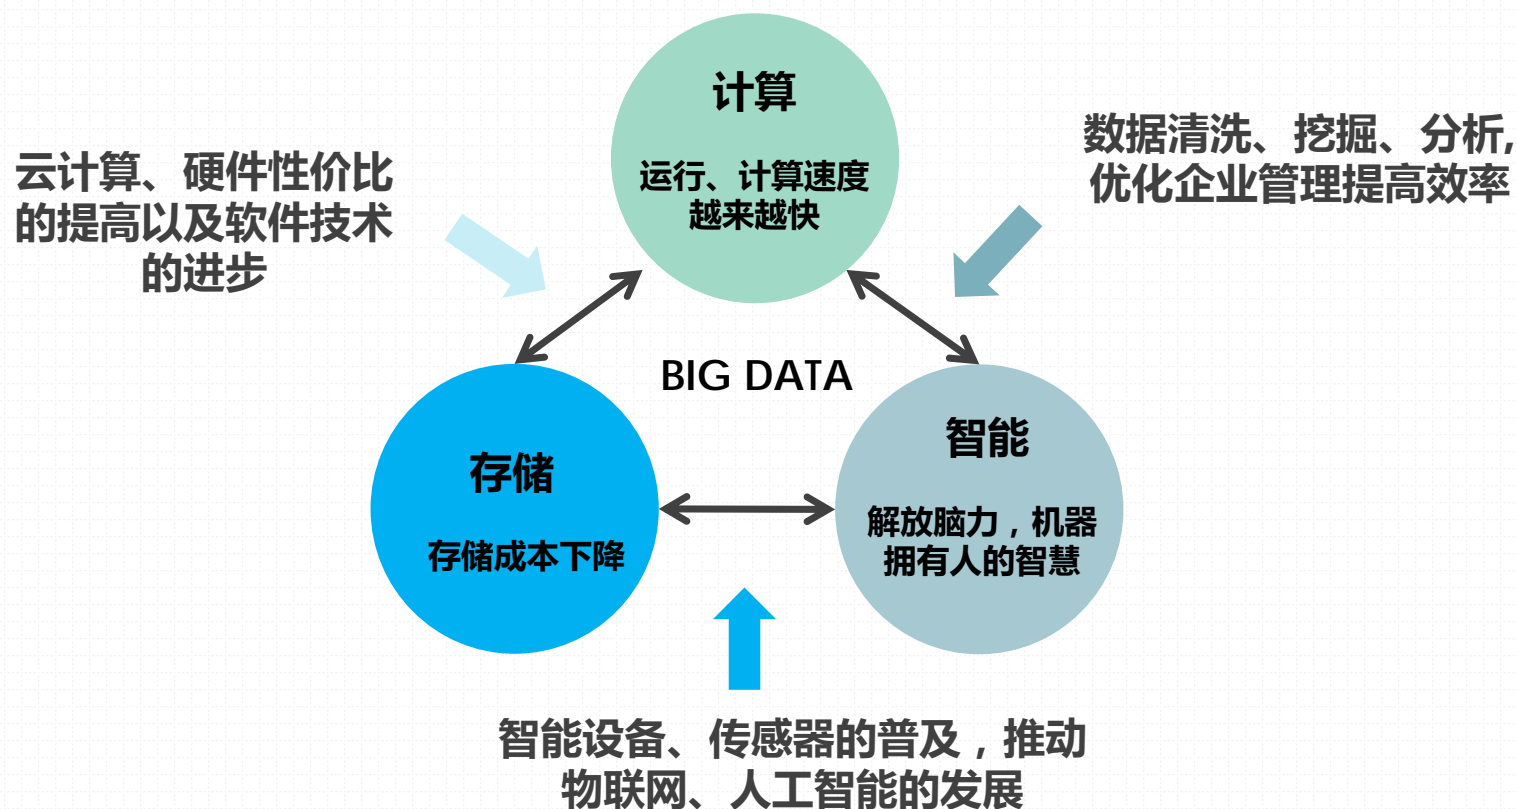 计算
运行、计算速度
越来越快
云计算、硬件性价比
的提高以及软件技术
的进步
数据清洗、挖掘、分析,
优化企业管理提高效率
BIG DATA
存储
存储成本下降
智能
解放脑力，机器
拥有人的智慧
智能设备、传感器的普及，推动
物联网、人工智能的发展